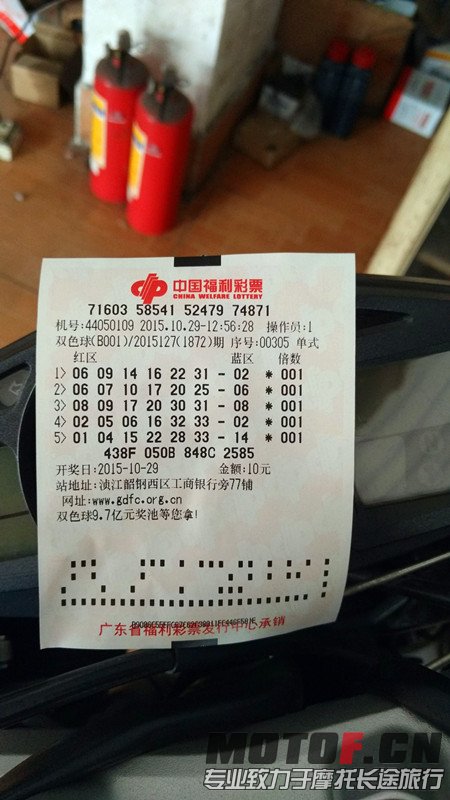 中国福利彩票
CHINA WELFARE LOTTERY
71603 58541 52479 74871
机号:44050109 2015.10.29-12:56:28 操作员:1
双色球(B001)/2015127(1872)期 序号:00305 单式
红区 蓝区 倍数
1> 06 09 14 16 22 31 - 02 * 001
2> 06 07 10 17 20 25 - 06 * 001
3> 08 09 17 20 30 31 - 08 * 001
4> 02 05 06 16 32 33 - 02 * 001
5> 01 04 15 22 28 33 - 14 * 001
438F 050B 848C 2585
开奖日:2015-10-29 金额:10元
站地址:浈江韶钢西区工商银行旁77铺
网址:www.gdfc.org.cn
双色球9.7亿元奖池等您拿!
广东省福利彩票发行中心承销
MOTOF.CN
专业致力于摩托长途旅行